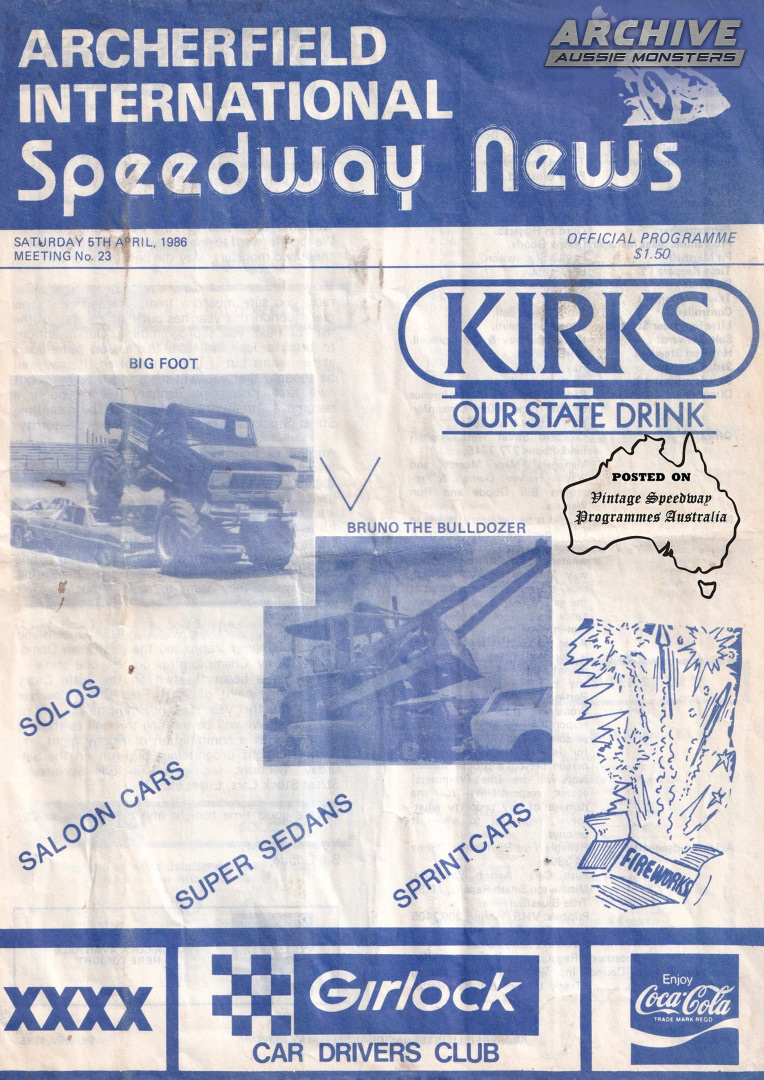 ARCHIVE
AUSSIE MONSTERS
ARCHERFIELD
INTERNATIONAL
Speedway News
SATURDAY 5TH APRIL, 1986
MEETING No. 23
OFFICIAL PROGRAMME
$1.50
KIRKS
OUR STATE DRINK
BIG FOOT
V
BRUNO THE BULLDOZER
POSTED ON
Vintage Speedway
Programmes Australia
SOLOS
SALOON CARS
SUPER SEDANS
SPRINTCARS
FIREWORKS
XXXX
Girlock
CAR DRIVERS CLUB
Enjoy
Coca-Cola
TRADE MARK REGD